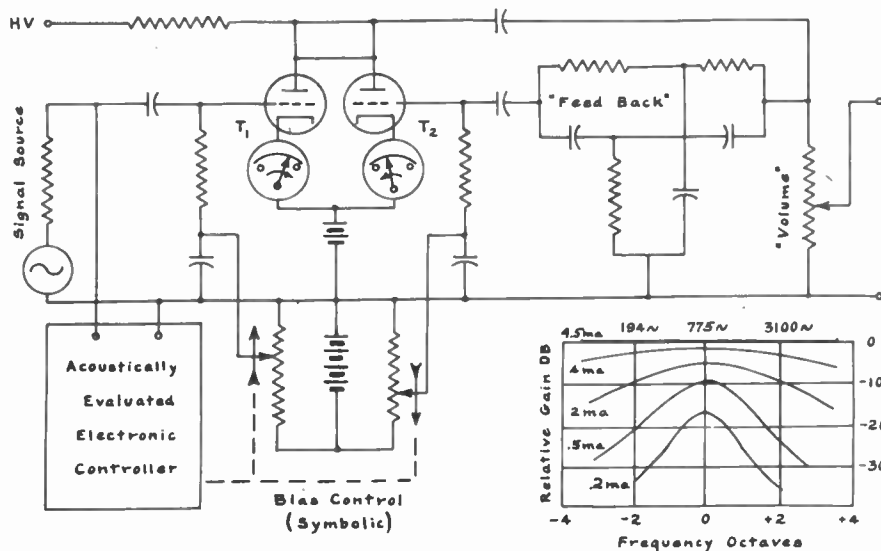 HV
Signal Source
T1
T2
"Feed Back"
"Volume"
Acoustically
Evaluated
Electronic
Controller
Bias Control
(Symbolic)
4.5ma
194~
775~
3100~
4ma
2ma
.5ma
.2ma
0
-10
-20
-30
Relative Gain DB
-4
-2
0
+2
+4
Frequency Octaves